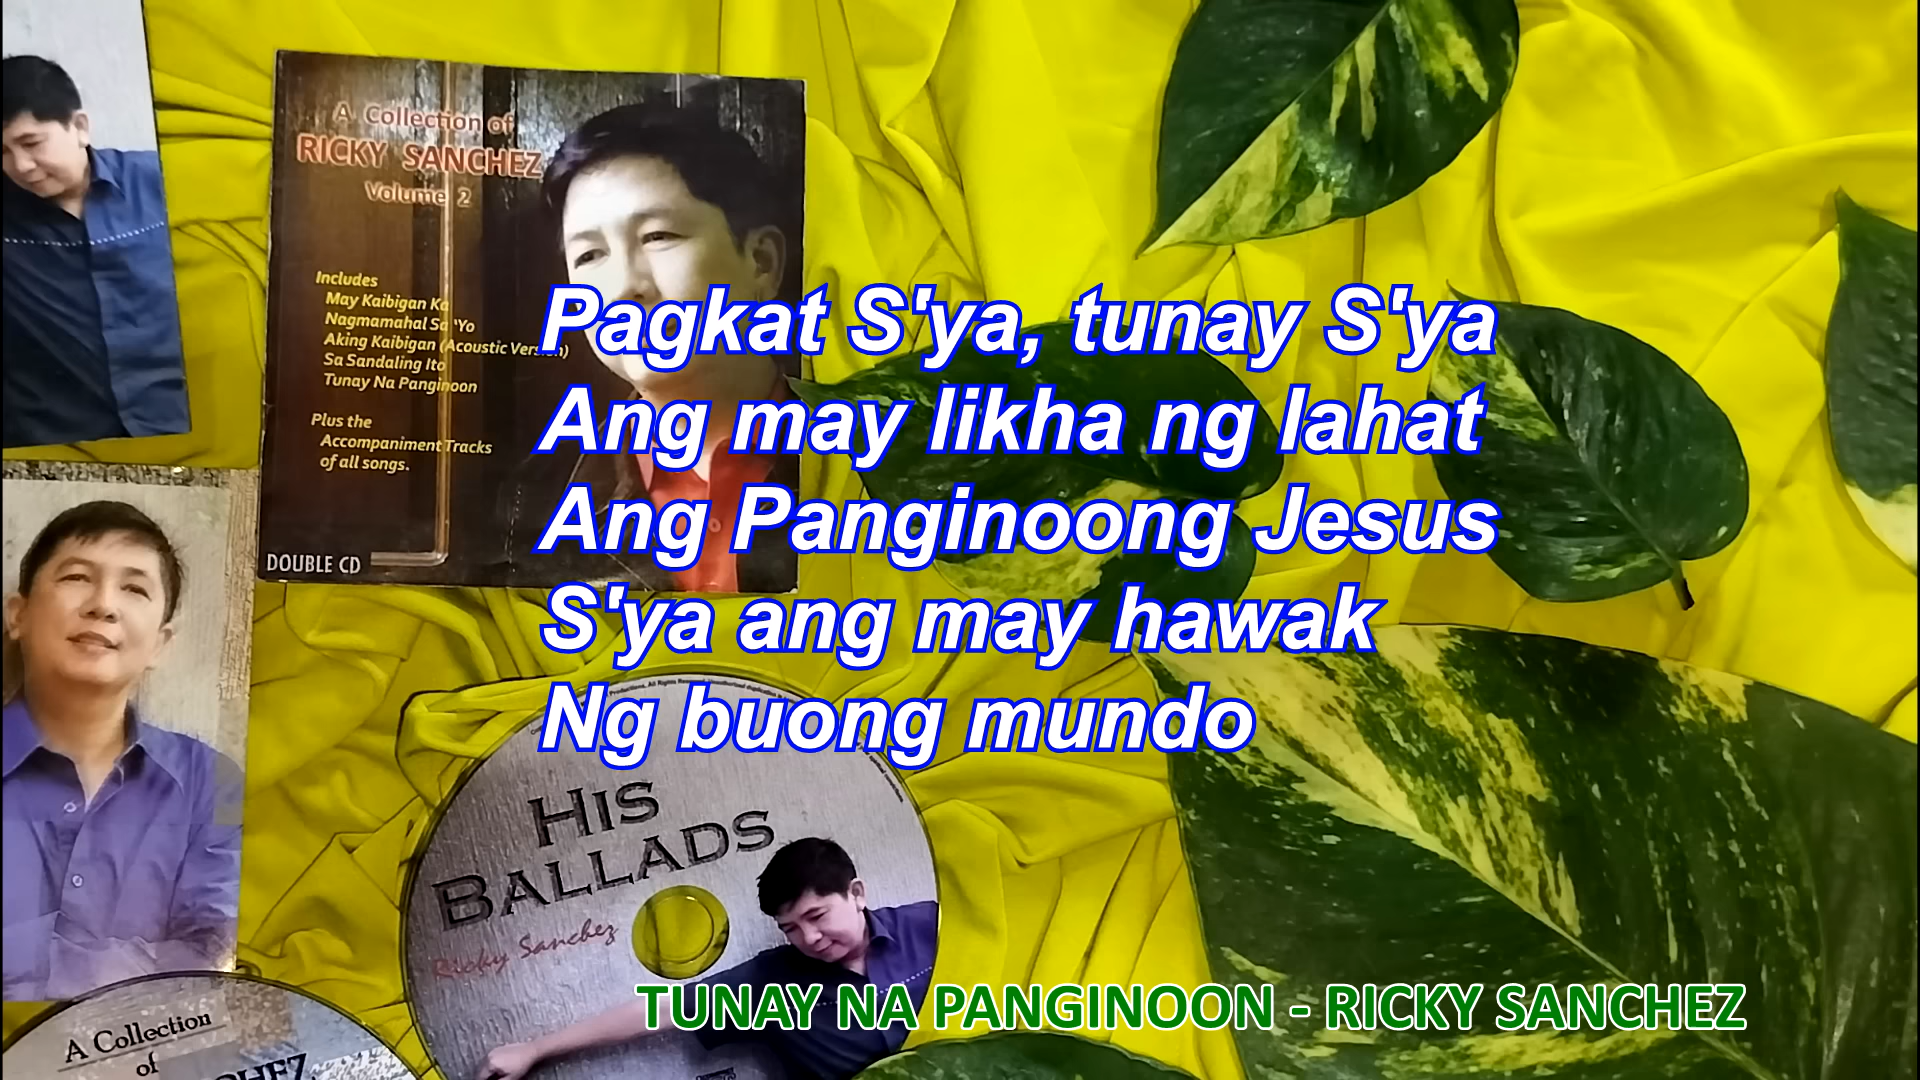 A Collection of
RICKY SANCHEZ
Volume 2
Includes
May Kaibigan Ka
Nagmamahal Sa 'Yo
Aking Kaibigan (Acoustic Version)
Sa Sandaling Ito
Tunay Na Panginoon
Plus the
Accompaniment Tracks
of all songs.
DOUBLE CD
Pagkat S'ya, tunay S'ya
Ang may likha ng lahat
Ang Panginoong Jesus
S'ya ang may hawak
Ng buong mundo
HIS
BALLADS
Ricky Sanchez
A Collection
of
TUNAY NA PANGINOON - RICKY SANCHEZ